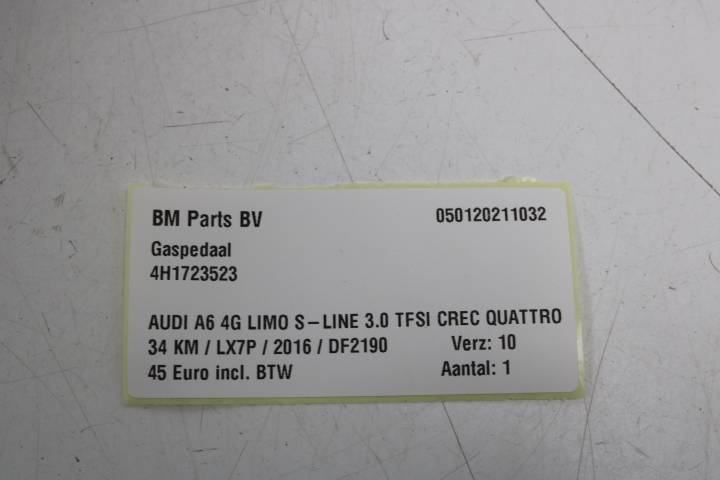 BM Parts BV 050120211032
Gaspedaal
4H1723523
AUDI A6 4G LIMO S-LINE 3.0 TFSI CREC QUATTRO
34 KM / LX7P / 2016 / DF2190 Verz: 10
45 Euro incl. BTW Aantal: 1